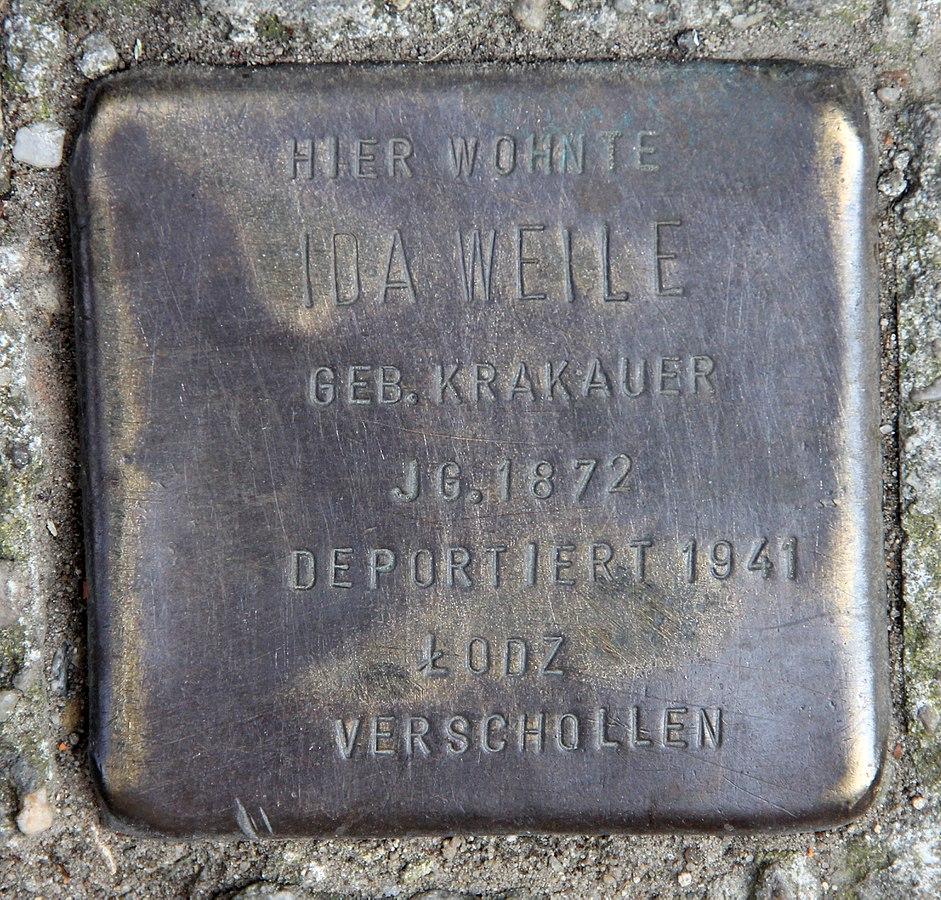 HIER WOHNTE
IDA WEILE
GEB. KRAKAUER
JG. 1872
DEPORTIERT 1941
ŁODZ
VERSCHOLLEN